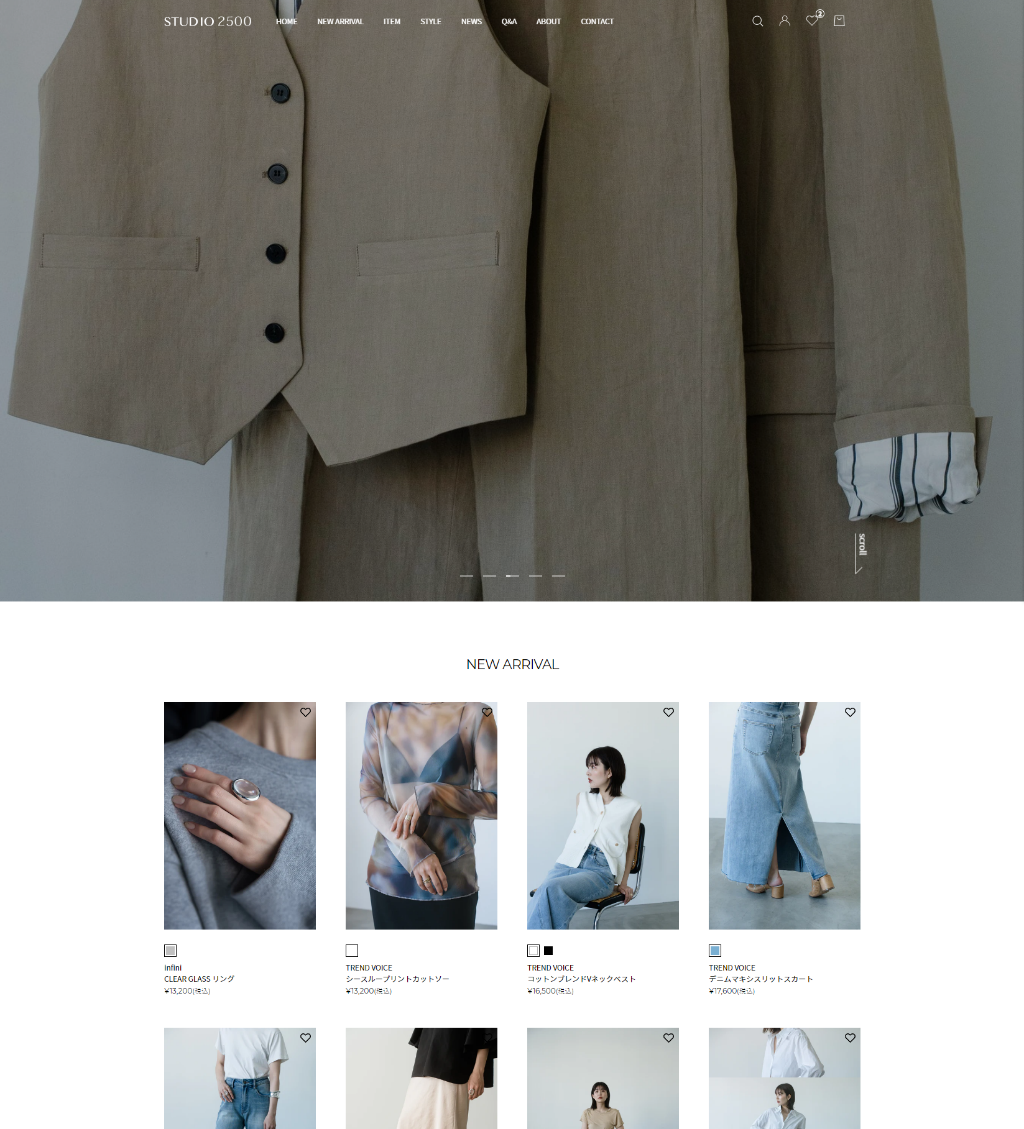 STUDIO 2500
HOME NEW ARRIVAL ITEM STYLE NEWS Q&A ABOUT CONTACT
scroll
NEW ARRIVAL
infini
CLEAR GLASS リング
¥13,200(税込)
TREND VOICE
シースループリントカットソー
¥13,200(税込)
TREND VOICE
コットンブレンドVネックベスト
¥16,500(税込)
TREND VOICE
デニムマキシスリットスカート
¥17,600(税込)